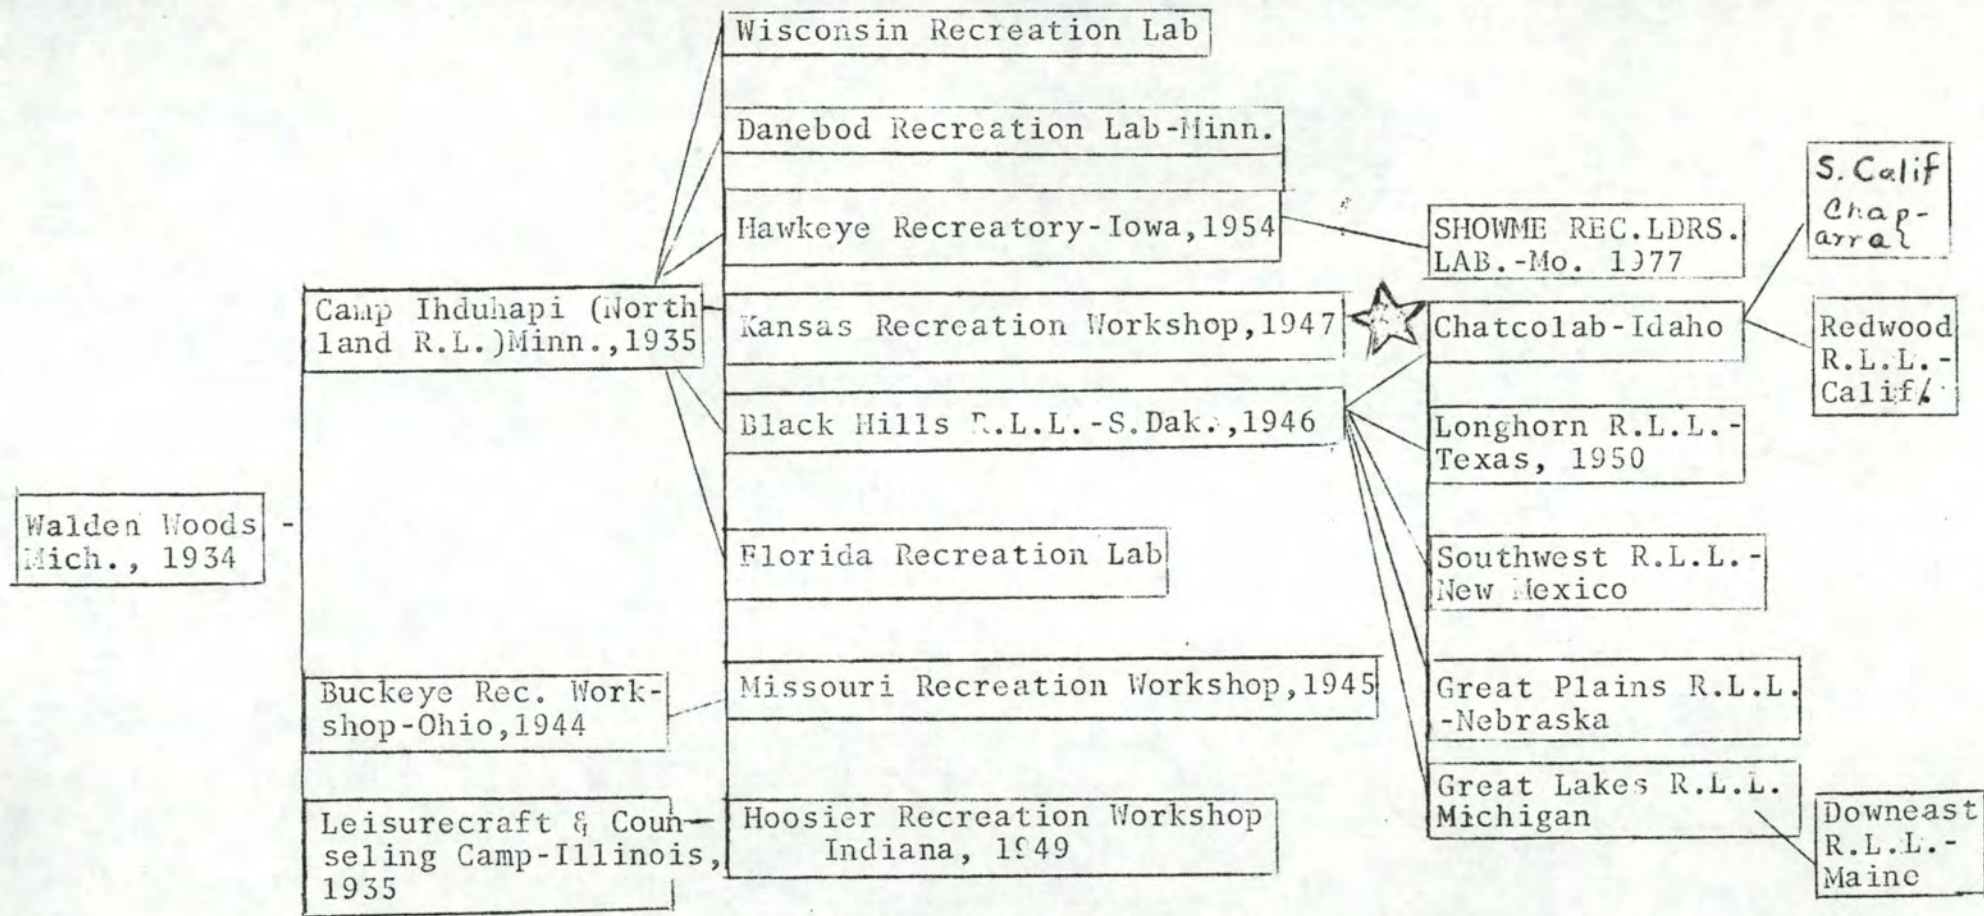 Wisconsin Recreation Lab
Danebod Recreation Lab-Minn.
Hawkeye Recreatory-Iowa,1954
Kansas Recreation Workshop,1947
Black Hills R.L.L.-S.Dak.,1946
Florida Recreation Lab
Missouri Recreation Workshop,1945
Hoosier Recreation Workshop
Indiana, 1949
Camp Ihduhapi (North
land R.L.)Minn.,1935
Walden Woods -
Mich., 1934
Buckeye Rec. Work-
shop-Ohio,1944
Leisurecraft & Coun-
seling Camp-Illinois,
1935
SHOWME REC.LDRS.
LAB.-Mo. 1977
Chatcolab-Idaho
Longhorn R.L.L.-
Texas, 1950
Southwest R.L.L.-
New Mexico
Great Plains R.L.L.
-Nebraska
Great Lakes R.L.L.
Michigan
S. Calif
Chap-
arral
Redwood
R.L.L.-
Calif.
Downeast
R.L.L.-
Maine